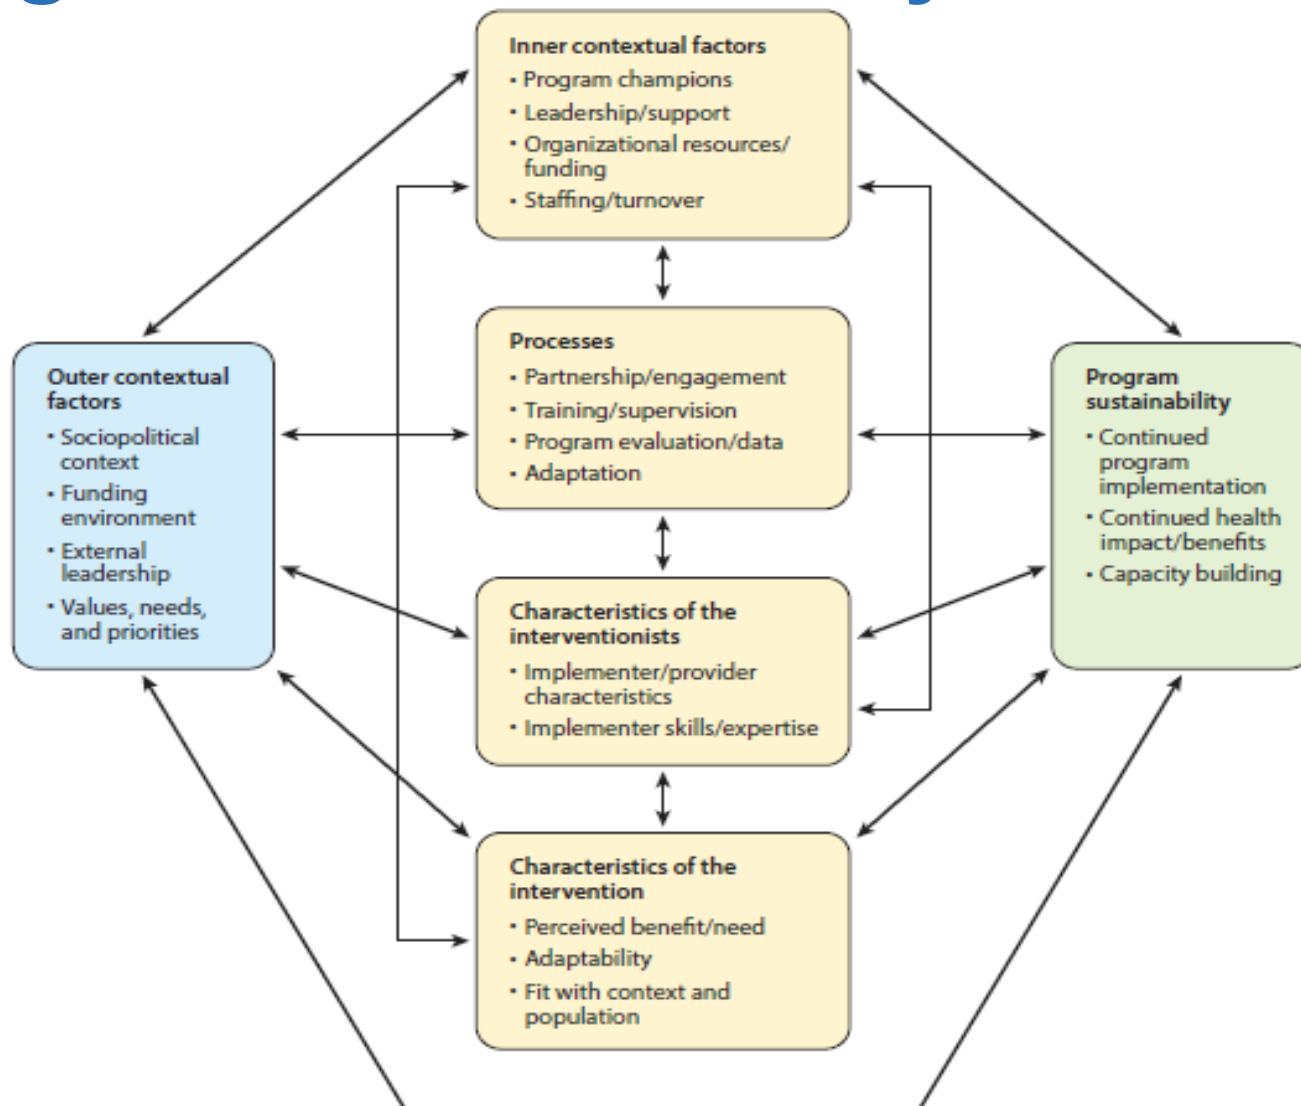 Inner contextual factors
• Program champions
• Leadership/support
• Organizational resources/
funding
• Staffing/turnover
Processes
• Partnership/engagement
• Training/supervision
• Program evaluation/data
• Adaptation
Outer contextual
factors
• Sociopolitical
context
• Funding
environment
• External
leadership
• Values, needs,
and priorities
Program
sustainability
• Continued
program
implementation
• Continued health
impact/benefits
• Capacity building
Characteristics of the
interventionists
• Implementer/provider
characteristics
• Implementer skills/expertise
Characteristics of the
intervention
• Perceived benefit/need
• Adaptability
• Fit with context and
population